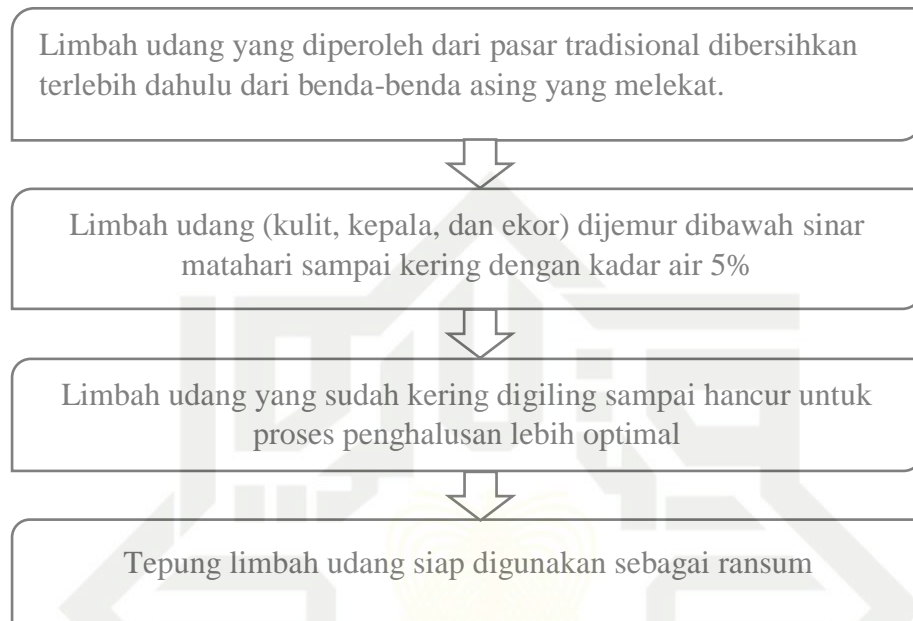 Limbah udang yang diperoleh dari pasar tradisional dibersihkan
terlebih dahulu dari benda-benda asing yang melekat.
Limbah udang (kulit, kepala, dan ekor) dijemur dibawah sinar
matahari sampai kering dengan kadar air 5%
Limbah udang yang sudah kering digiling sampai hancur untuk
proses penghalusan lebih optimal
Tepung limbah udang siap digunakan sebagai ransum